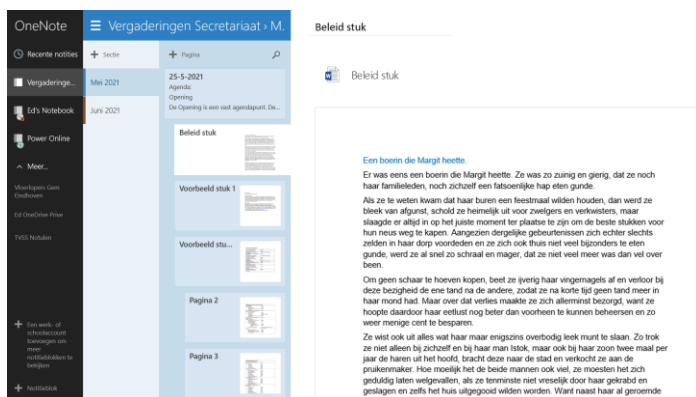 OneNote
Recente notities
Vergaderinge...
Ed's Notebook
Power Online
Meer...
Vloerlopers Gem
Eindhoven
Ed OneDrive Prive
TVSS Notulen
Een werk- of
schoolaccount
toevoegen om
meer
notitieblokken te
bekijken
Notitieblok
Vergaderingen Secretariaat › M.
Sectie
Mei 2021
Juni 2021
Pagina
25-5-2021
Agenda:
Opening
De Opening is een vast agendapunt. De...
Beleid stuk
Voorbeeld stuk 1
Voorbeeld stu...
Pagina 2
Pagina 3
Beleid stuk
Beleid stuk
Een boerin die Margit heette.
Er was eens een boerin die Margit heette. Ze was zo zuinig en gierig, dat ze noch
haar familieleden, noch zichzelf een fatsoenlijke hap eten gunde.
Als ze te weten kwam dat haar buren een feestmaal wilden houden, dan werd ze
bleek van afgunst, schold ze heimelijk uit voor zwelgers en verkwisters, maar
slaagde er altijd in op het juiste moment ter plaatse te zijn om de beste stukken voor
hun neus weg te kapen. Aangezien dergelijke gebeurtenissen zich echter slechts
zelden in haar dorp voordeden en ze zich ook thuis niet veel bijzonders te eten
gunde, werd ze al snel zo schraal en mager, dat ze niet veel meer was dan vel over
been.
Om geen schaar te hoeven kopen, beet ze ijverig haar vingernagels af en verloor bij
deze bezigheid de ene tand na de andere, zodat ze na korte tijd geen tand meer in
haar mond had. Maar over dat verlies maakte ze zich allerminst bezorgd, want ze
hoopte daardoor haar eetlust nog beter dan voorheen te kunnen beheersen en zo
weer menige cent te besparen.
Ze wist ook uit alles wat haar maar enigszins overbodig leek munt te slaan. Zo trok
ze niet alleen bij zichzelf en bij haar man Istok, maar ook bij haar zoon twee maal per
jaar de haren uit het hoofd, bracht deze naar de stad en verkocht ze aan de
pruikenmaker. Hoe moeilijk het de beide mannen ook viel, ze moesten het zich
geduldig laten welgevallen, als ze tenminste niet vreselijk door haar gekrabd en
geslagen en zelfs het huis uitgegooid wilden worden. Want naast haar al geroemde